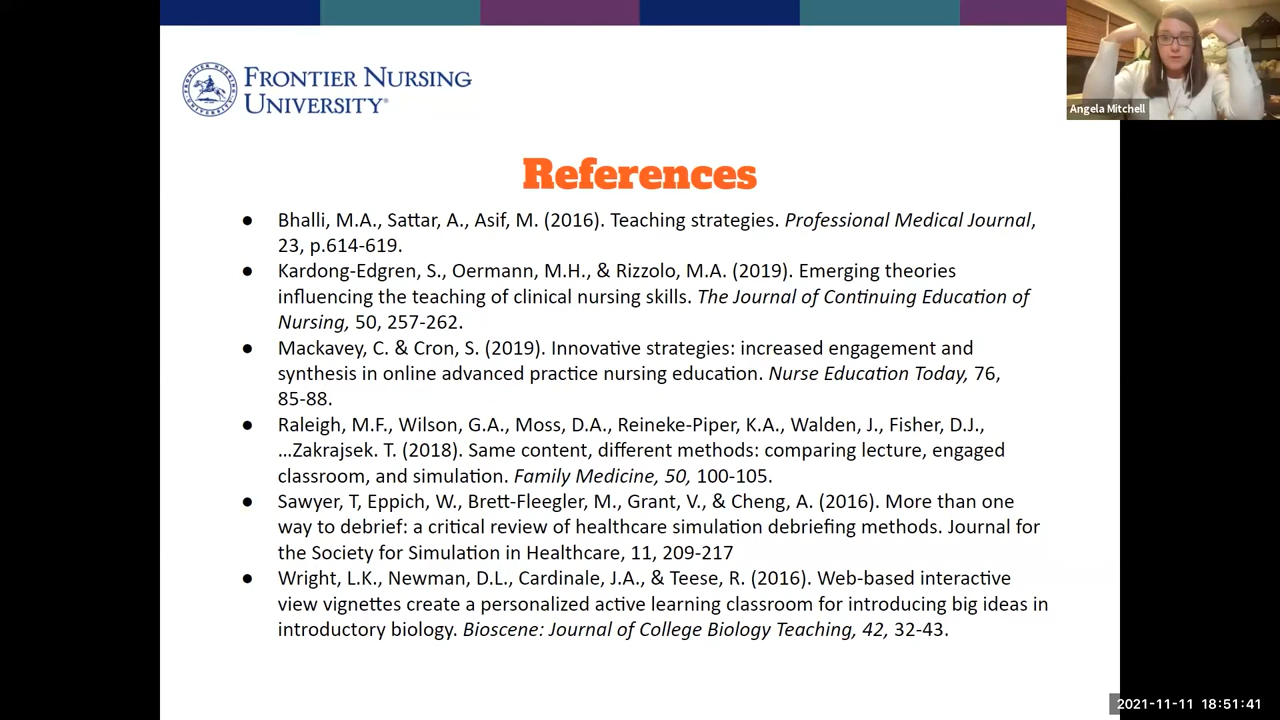 FRONTIER NURSING
UNIVERSITY®
Angela Mitchell
References
● Bhalli, M.A., Sattar, A., Asif, M. (2016). Teaching strategies. Professional Medical Journal,
23, p.614-619.
● Kardong-Edgren, S., Oermann, M.H., & Rizzolo, M.A. (2019). Emerging theories
influencing the teaching of clinical nursing skills. The Journal of Continuing Education of
Nursing, 50, 257-262.
● Mackavey, C. & Cron, S. (2019). Innovative strategies: increased engagement and
synthesis in online advanced practice nursing education. Nurse Education Today, 76,
85-88.
● Raleigh, M.F., Wilson, G.A., Moss, D.A., Reineke-Piper, K.A., Walden, J., Fisher, D.J.,
…Zakrajsek. T. (2018). Same content, different methods: comparing lecture, engaged
classroom, and simulation. Family Medicine, 50, 100-105.
● Sawyer, T, Eppich, W., Brett-Fleegler, M., Grant, V., & Cheng, A. (2016). More than one
way to debrief: a critical review of healthcare simulation debriefing methods. Journal for
the Society for Simulation in Healthcare, 11, 209-217
● Wright, L.K., Newman, D.L., Cardinale, J.A., & Teese, R. (2016). Web-based interactive
view vignettes create a personalized active learning classroom for introducing big ideas in
introductory biology. Bioscene: Journal of College Biology Teaching, 42, 32-43.
2021-11-11 18:51:41